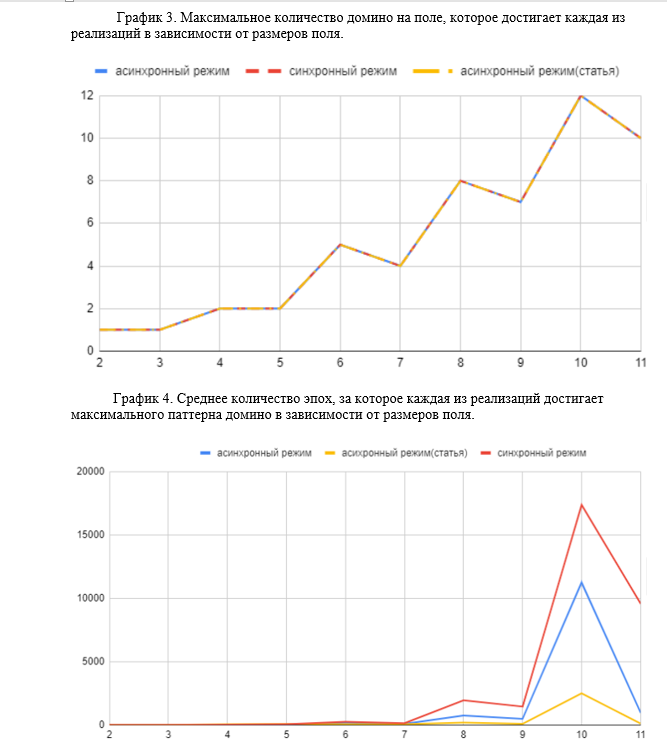 График 3. Максимальное количество домино на поле, которое достигает каждая из
реализаций в зависимости от размеров поля.
асинхронный режим синхронный режим асинхронный режим(статья)
12
10
8
6
4
2
0
2 3 4 5 6 7 8 9 10 11
График 4. Среднее количество эпох, за которое каждая из реализаций достигает
максимального паттерна домино в зависимости от размеров поля.
асинхронный режим асихронный режим(статья) синхронный режим
20000
15000
10000
5000
0
2 3 4 5 6 7 8 9 10 11